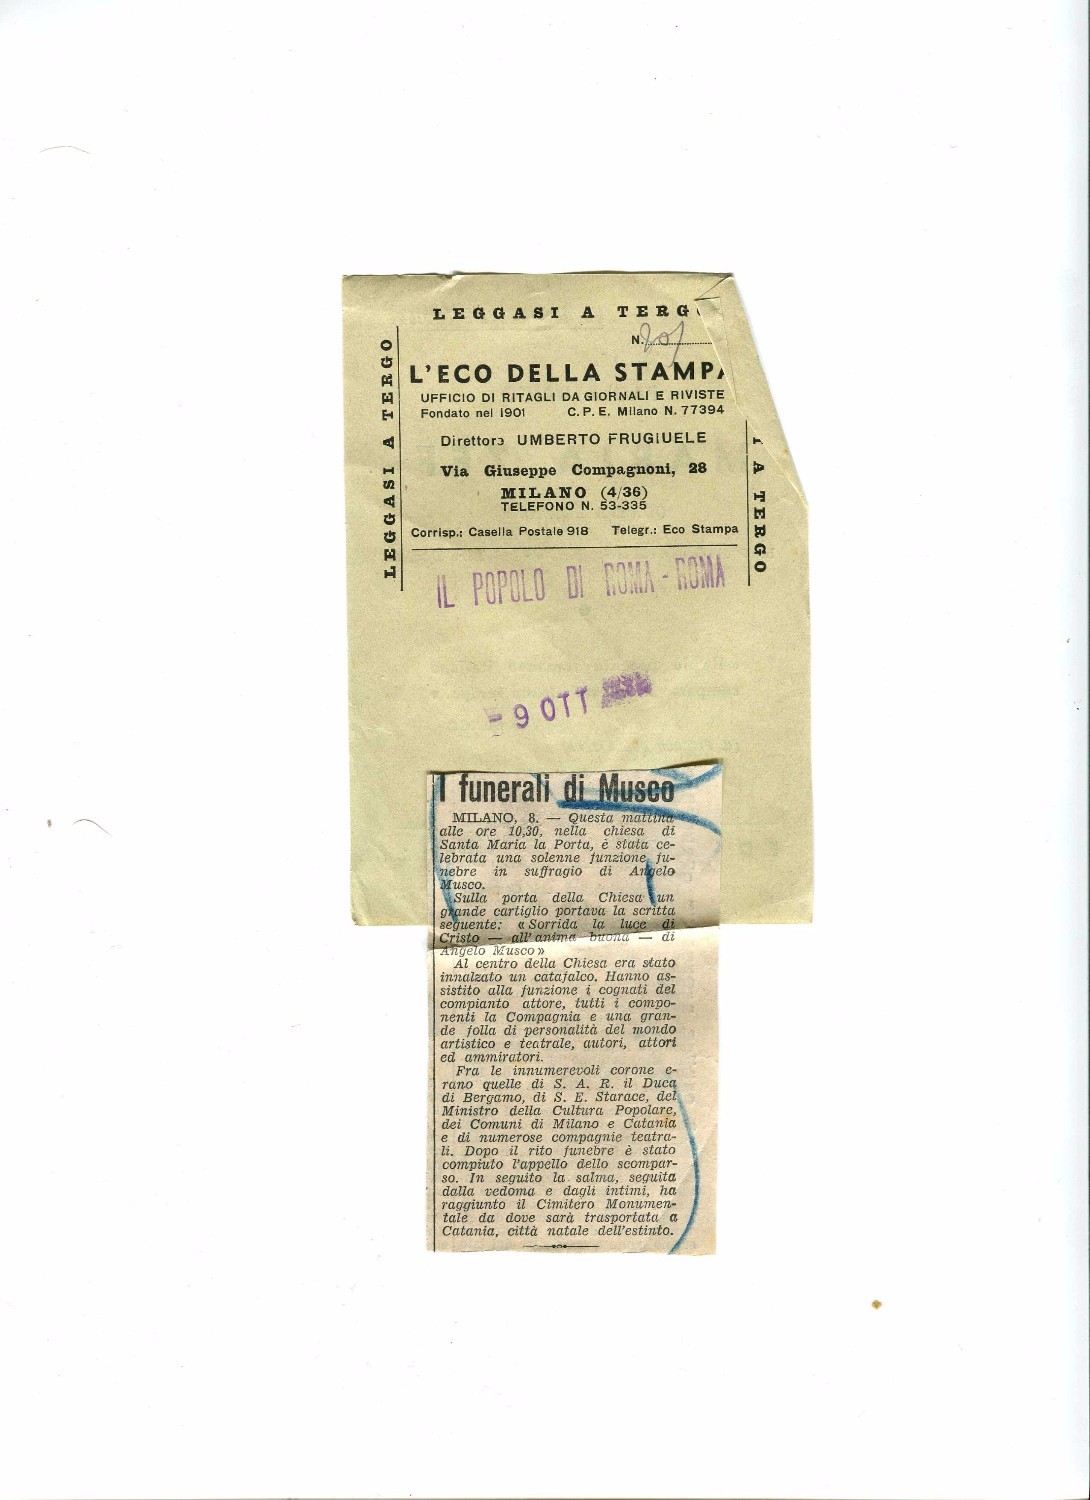 LEGGASI A TERG
N. 201
LEGGASI A TERGO
L'ECO DELLA STAMPA
UFFICIO DI RITAGLI DA GIORNALI E RIVISTE
Fondato nel 1901 C.P.E. Milano N. 77394
Direttore UMBERTO FRUGIUELE
Via Giuseppe Compagnoni, 28
MILANO (4/36)
TELEFONO N. 53-335
Corrisp.: Casella Postale 918 Telegr.: Eco Stampa
A TERGO
IL POPOLO DI ROMA - ROMA
- 9 OTT
I funerali di Musco
MILANO, 8. — Questa mattina
alle ore 10,30, nella chiesa di
Santa Maria la Porta, è stata ce-
lebrata una solenne funzione fu-
nebre in suffragio di Angelo
Musco.
Sulla porta della Chiesa un
grande cartiglio portava la scritta
seguente: « Sorrida la luce di
Cristo — all'anima buona — di
Angelo Musco »
Al centro della Chiesa era stato
innalzato un catafalco. Hanno as-
sistito alla funzione i cognati del
compianto attore, tutti i compo-
nenti la Compagnia e una gran-
de folla di personalità del mondo
artistico e teatrale, autori, attori
ed ammiratori.
Fra le innumerevoli corone e-
rano quelle di S. A. R. il Duca
di Bergamo, di S. E. Starace, del
Ministro della Cultura Popolare,
dei Comuni di Milano e Catania
e di numerose compagnie teatra-
li. Dopo il rito funebre è stato
compiuto l'appello dello scompar-
so. In seguito la salma, seguita
dalla vedoma e dagli intimi, ha
raggiunto il Cimitero Monumen-
tale da dove sarà trasportata a
Catania, città natale dell'estinto.